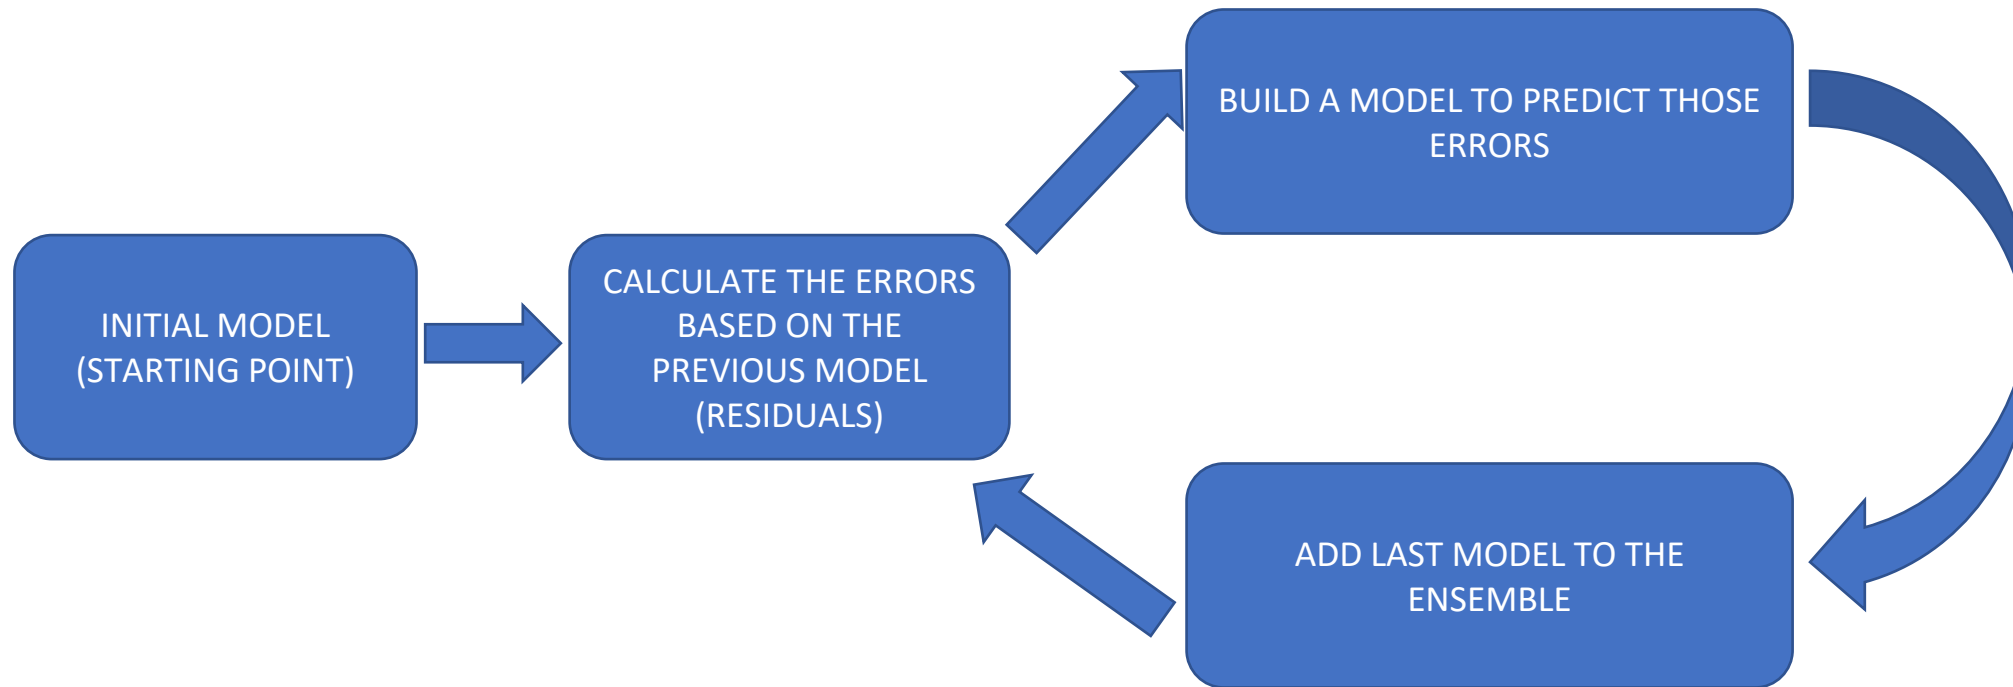 INITIAL MODEL
(STARTING POINT)
CALCULATE THE ERRORS
BASED ON THE
PREVIOUS MODEL
(RESIDUALS)
BUILD A MODEL TO PREDICT THOSE
ERRORS
ADD LAST MODEL TO THE
ENSEMBLE